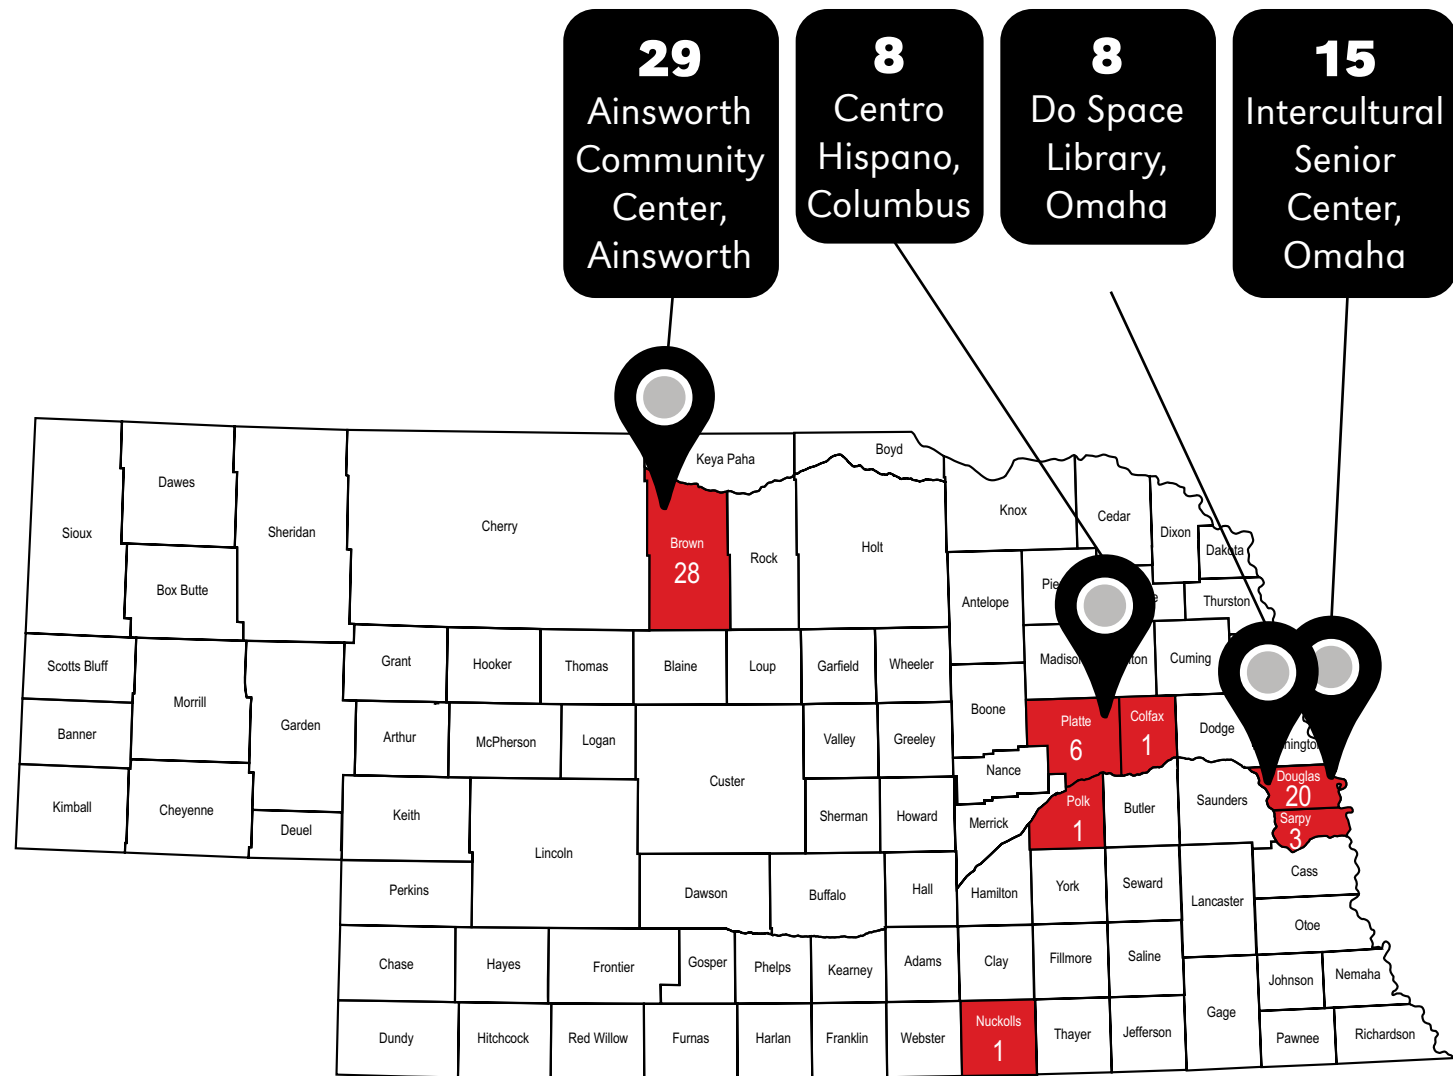 29
Ainsworth
Community
Center,
Ainsworth
8
Centro
Hispano,
Columbus
8
Do Space
Library,
Omaha
15
Intercultural
Senior
Center,
Omaha
Sioux
Dawes
Box Butte
Sheridan
Cherry
Keya Paha
Brown
28
Rock
Boyd
Holt
Knox
Cedar
Dixon
Dakota
Antelope
Pie
e
Thurston
Scotts Bluff
Banner
Kimball
Morrill
Cheyenne
Garden
Deuel
Grant
Hooker
Thomas
Blaine
Loup
Garfield
Wheeler
Boone
Madison
ton
Cuming
Arthur
McPherson
Logan
Custer
Valley
Greeley
Nance
Platte
6
Colfax
1
Dodge
hington
Keith
Lincoln
Sherman
Howard
Merrick
Polk
1
Butler
Saunders
Douglas
20
Sarpy
3
Perkins
Dawson
Buffalo
Hall
Hamilton
York
Seward
Lancaster
Cass
Otoe
Chase
Hayes
Frontier
Gosper
Phelps
Kearney
Adams
Clay
Fillmore
Saline
Gage
Johnson
Nemaha
Dundy
Hitchcock
Red Willow
Furnas
Harlan
Franklin
Webster
Nuckolls
1
Thayer
Jefferson
Pawnee
Richardson